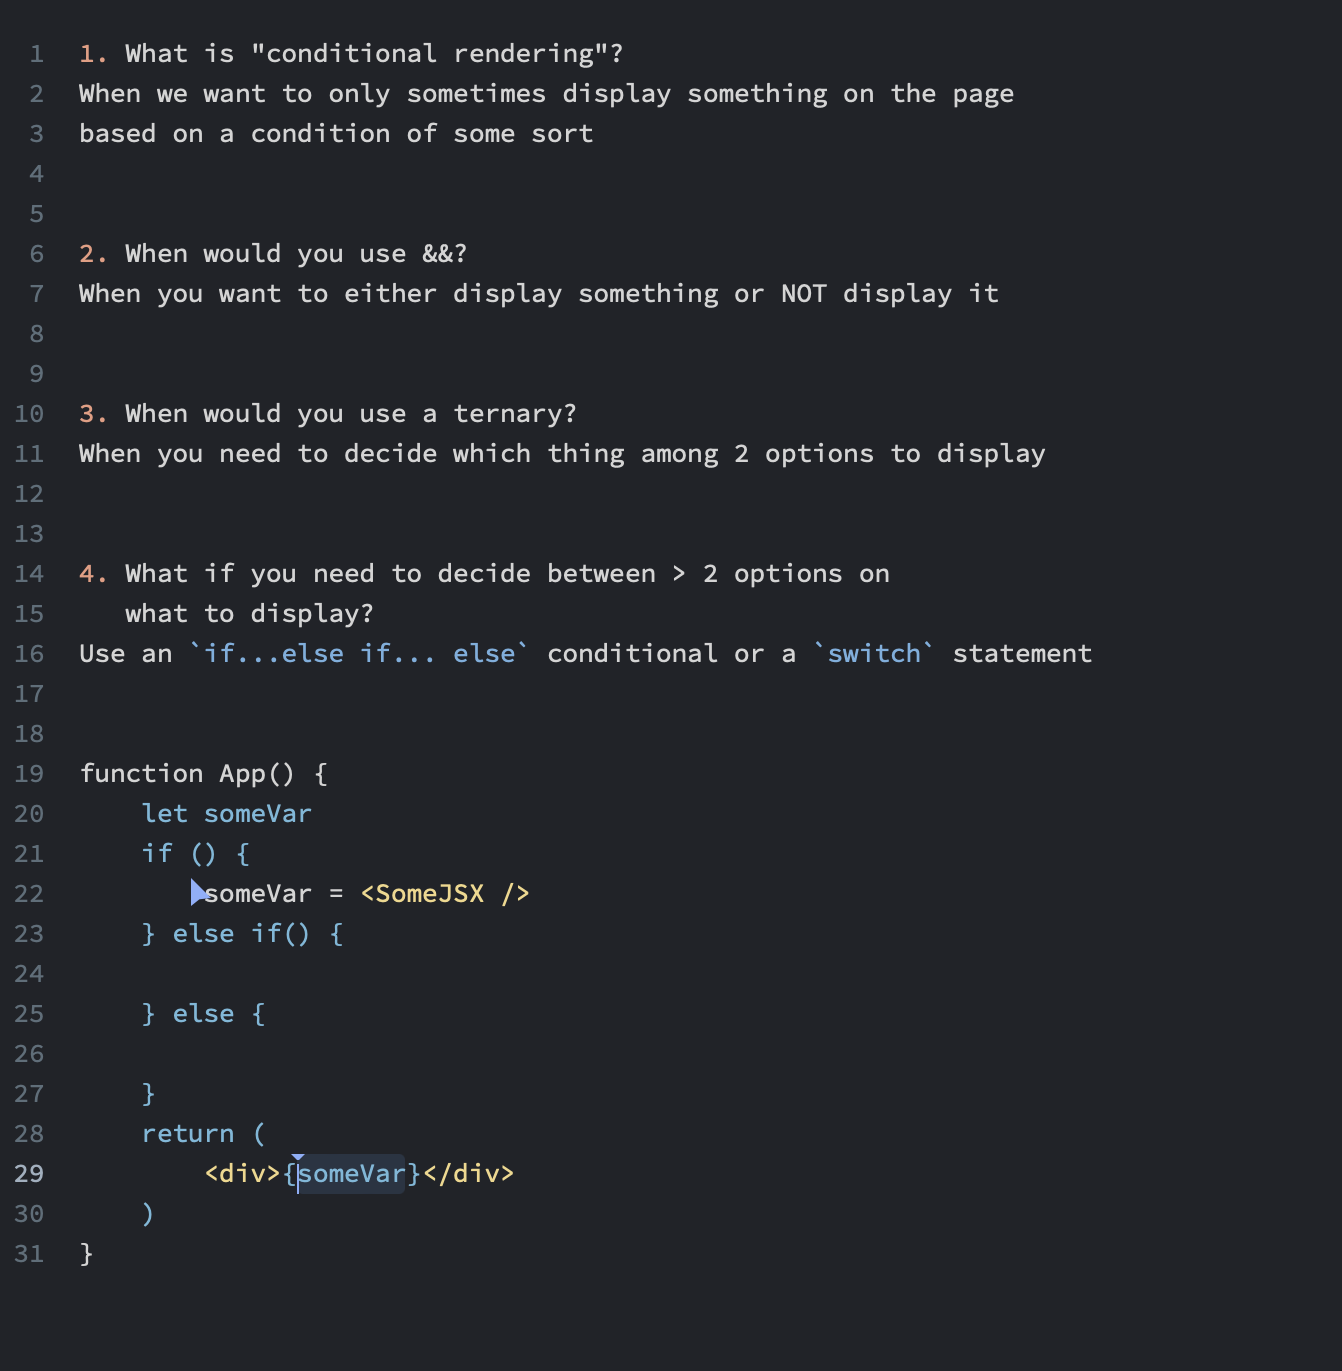 1 1. What is "conditional rendering"?
2 When we want to only sometimes display something on the page
3 based on a condition of some sort
4
5
6 2. When would you use &&?
7 When you want to either display something or NOT display it
8
9
10 3. When would you use a ternary?
11 When you need to decide which thing among 2 options to display
12
13
14 4. What if you need to decide between > 2 options on
15    what to display?
16 Use an `if...else if... else` conditional or a `switch` statement
17
18
19 function App() {
20     let someVar
21     if () {
22         someVar = <SomeJSX />
23     } else if() {
24
25     } else {
26
27     }
28     return (
29         <div>{someVar}</div>
30     )
31 }